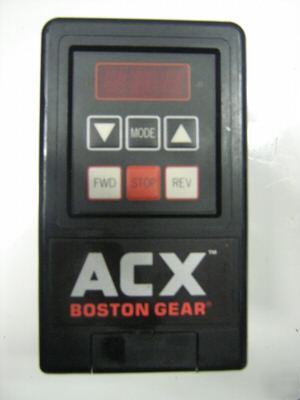 MODE
FWD STOP REV
ACX™
BOSTON GEAR®